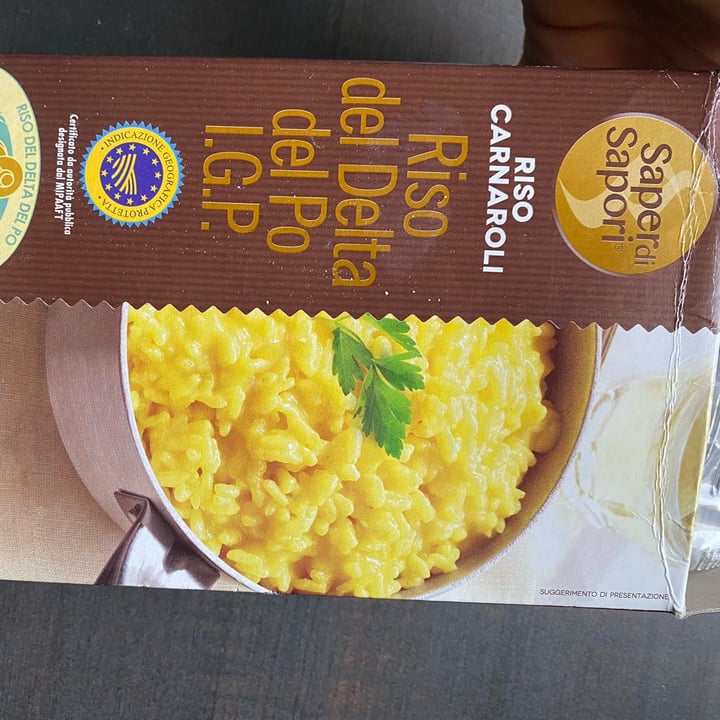 Saper di
Sapori®
RISO
CARNAROLI
Riso
del Delta
del Po
I.G.P.
INDICAZIONE GEOGRAFICA PROTETTA
Certificato da autorità pubblica
designata dal MIPAAFT
RISO DEL DELTA DEL PO
SUGGERIMENTO DI PRESENTAZIONE